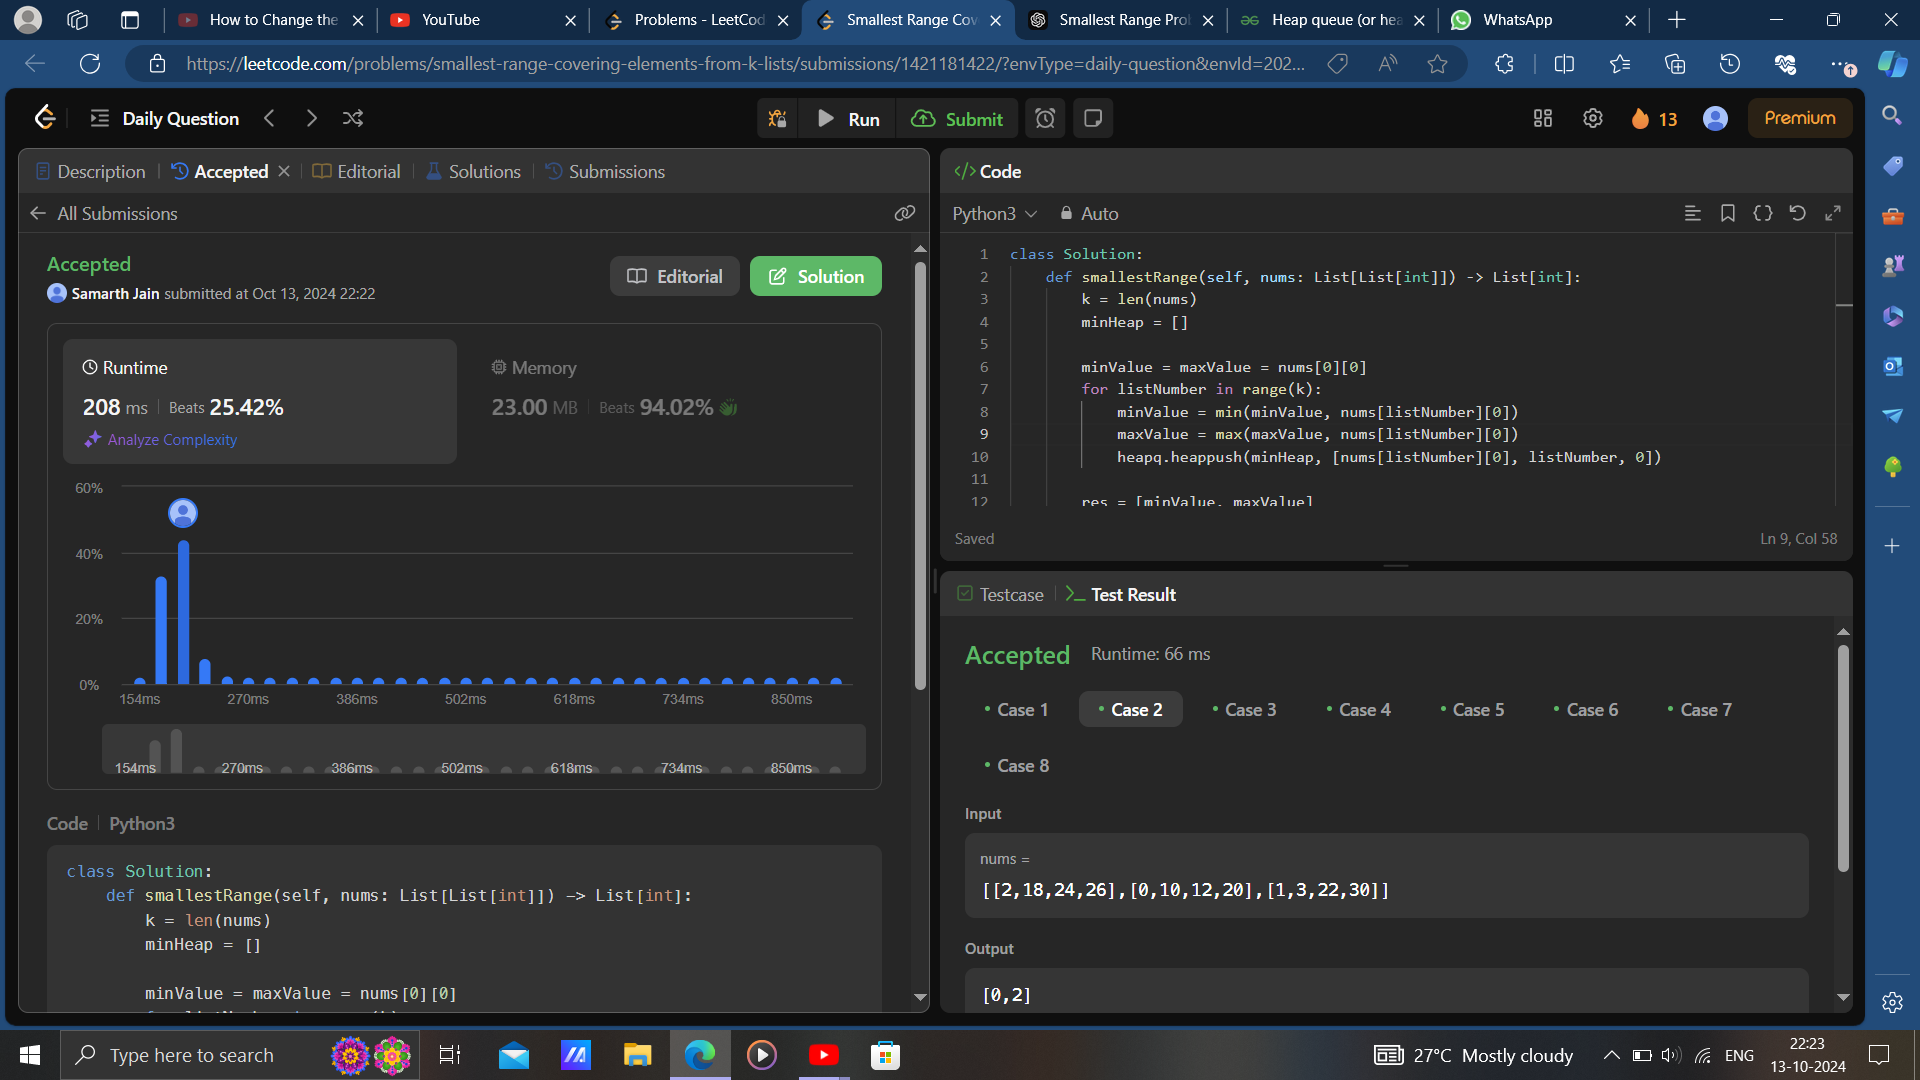 How to Change the
YouTube
Problems - LeetCod
Smallest Range Cov
Smallest Range Pro
Heap queue (or hea
WhatsApp
https://leetcode.com/problems/smallest-range-covering-elements-from-k-lists/submissions/1421181422/?envType=daily-question&envId=202...
Daily Question
Run
Submit
13
Premium
Description
Accepted
Editorial
Solutions
Submissions
All Submissions
Accepted
Samarth Jain submitted at Oct 13, 2024 22:22
Editorial
Solution
Runtime
208 ms
Beats 25.42%
Analyze Complexity
Memory
23.00 MB
Beats 94.02%
60%
40%
20%
0%
154ms 270ms 386ms 502ms 618ms 734ms 850ms
154ms 270ms 386ms 502ms 618ms 734ms 850ms
Code
Python3
class Solution:
def smallestRange(self, nums: List[List[int]]) -> List[int]:
k = len(nums)
minHeap = []
minValue = maxValue = nums[0][0]
</> Code
Python3
Auto
1 class Solution:
2 def smallestRange(self, nums: List[List[int]]) -> List[int]:
3 k = len(nums)
4 minHeap = []
5
6 minValue = maxValue = nums[0][0]
7 for listNumber in range(k):
8 minValue = min(minValue, nums[listNumber][0])
9 maxValue = max(maxValue, nums[listNumber][0])
10 heapq.heappush(minHeap, [nums[listNumber][0], listNumber, 0])
11
12 res = [minValue, maxValue]
Saved
Ln 9, Col 58
Testcase
Test Result
Accepted
Runtime: 66 ms
Case 1
Case 2
Case 3
Case 4
Case 5
Case 6
Case 7
Case 8
Input
nums =
[[2,18,24,26],[0,10,12,20],[1,3,22,30]]
Output
[0,2]
Type here to search
27°C Mostly cloudy
ENG
22:23
13-10-2024